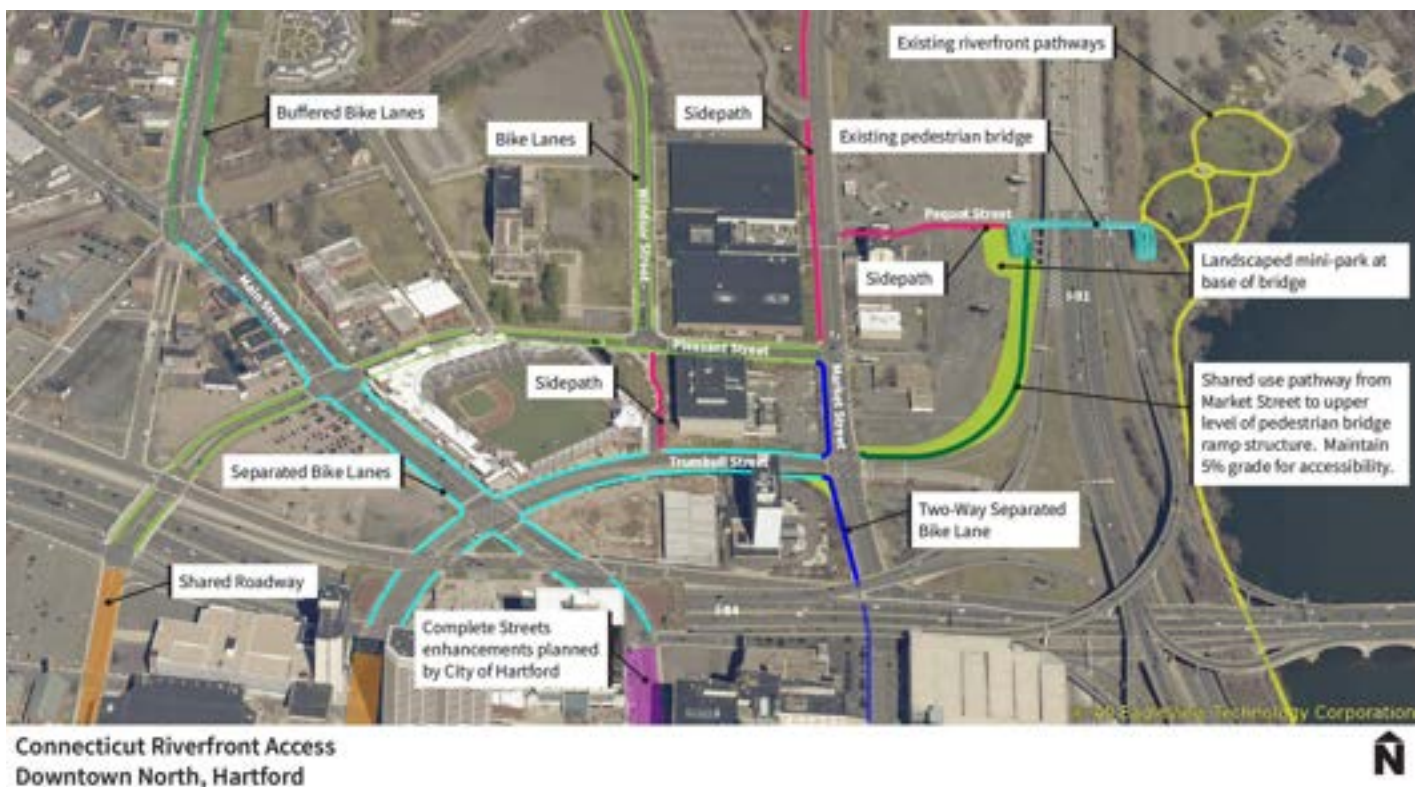 Existing riverfront pathways
Buffered Bike Lanes
Bike Lanes
Sidepath
Existing pedestrian bridge
Windsor Street
Pequot Street
Sidepath
Landscaped mini-park at
base of bridge
I-91
Main Street
Pleasant Street
Sidepath
Market Street
Shared use pathway from
Market Street to upper
level of pedestrian bridge
ramp structure. Maintain
5% grade for accessibility.
Separated Bike Lanes
Trumbull Street
Two-Way Separated
Bike Lane
Shared Roadway
I-84
Complete Streets
enhancements planned
by City of Hartford
Technology Corporation
Connecticut Riverfront Access
Downtown North, Hartford
N